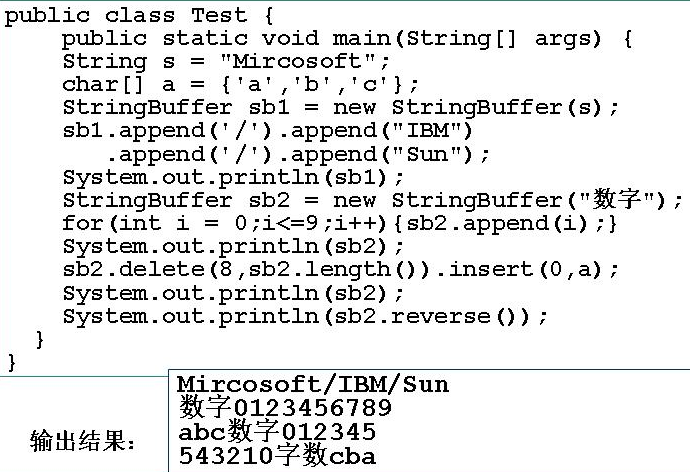 public class Test {
public static void main(String[] args) {
String s = "Mircosoft";
char[] a = {'a','b','c'};
StringBuffer sb1 = new StringBuffer(s);
sb1.append('/').append("IBM")
.append('/').append("Sun");
System.out.println(sb1);
StringBuffer sb2 = new StringBuffer("数字");
for(int i = 0;i<=9;i++){sb2.append(i);}
System.out.println(sb2);
sb2.delete(8,sb2.length()).insert(0,a);
System.out.println(sb2);
System.out.println(sb2.reverse());
}
}
Mircosoft/IBM/Sun
数字0123456789
输出结果: abc数字012345
543210字数cba